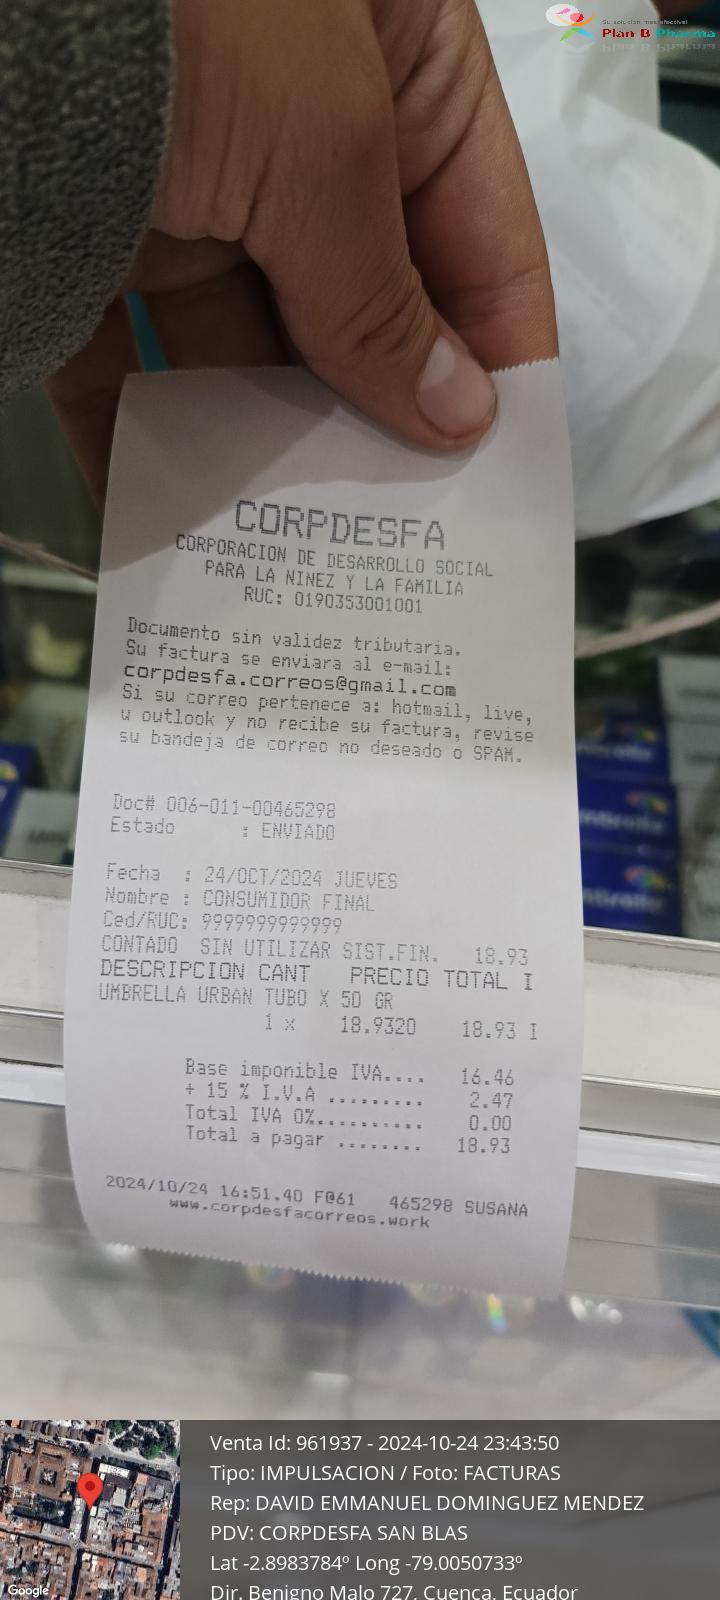 Su solución más efectiva!
Plan B Pharma
CORPDESFA
CORPORACION DE DESARROLLO SOCIAL
PARA LA NINEZ Y LA FAMILIA
RUC: 0190353001001
Documento sin validez tributaria.
Su factura se enviara al e-mail:
corpdesfa.correos@gmail.com
Si su correo pertenece a: hotmail, live,
u outlook y no recibe su factura, revise
su bandeja de correo no deseado o SPAM.
Doc# 006-011-00465298
Estado : ENVIADO
Fecha : 24/OCT/2024 JUEVES
Nombre : CONSUMIDOR FINAL
Ced/RUC: 9999999999999
CONTADO SIN UTILIZAR SIST.FIN. 18.93
DESCRIPCION CANT PRECIO TOTAL I
UMBRELLA URBAN TUBO X 50 GR
1 x 18.9320 18.93 I
Base imponible IVA.... 16.46
+ 15 % I.V.A ......... 2.47
Total IVA 0%.......... 0.00
Total a pagar ........ 18.93
2024/10/24 16:51.40 F@61 465298 SUSANA
www.corpdesfacorreos.work
Venta Id: 961937 - 2024-10-24 23:43:50
Tipo: IMPULSACION / Foto: FACTURAS
Rep: DAVID EMMANUEL DOMINGUEZ MENDEZ
PDV: CORPDESFA SAN BLAS
Lat -2.8983784º Long -79.0050733º
Dir. Benigno Malo 727, Cuenca, Ecuador
Google